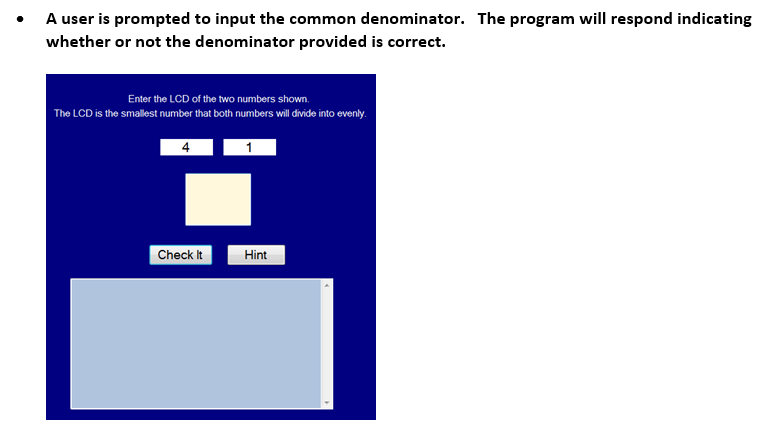 • A user is prompted to input the common denominator. The program will respond indicating
whether or not the denominator provided is correct.
Enter the LCD of the two numbers shown.
The LCD is the smallest number that both numbers will divide into evenly.
4 1
Check It Hint